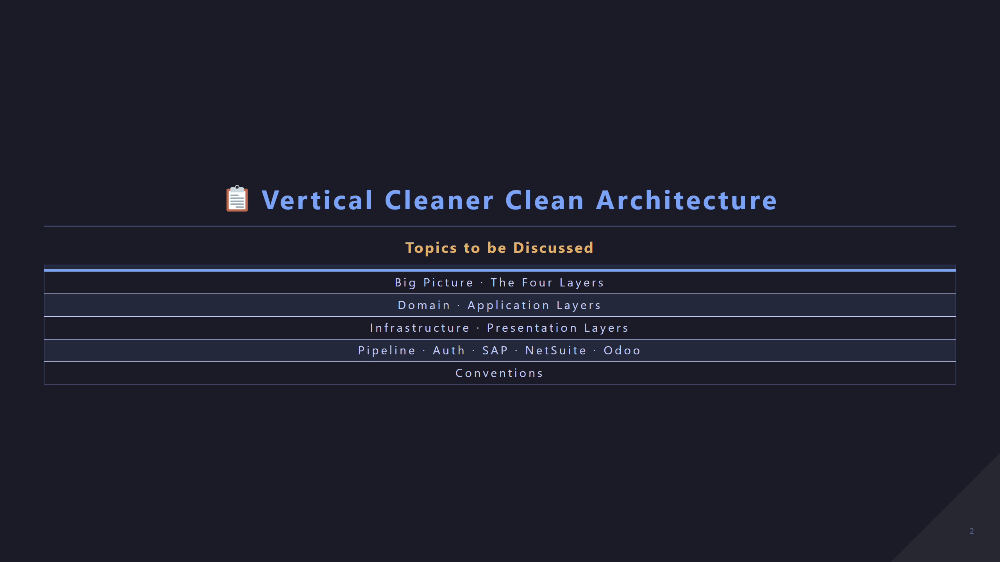 Vertical Cleaner Clean Architecture
Topics to be Discussed
Big Picture · The Four Layers
Domain · Application Layers
Infrastructure · Presentation Layers
Pipeline · Auth · SAP · NetSuite · Odoo
Conventions
2